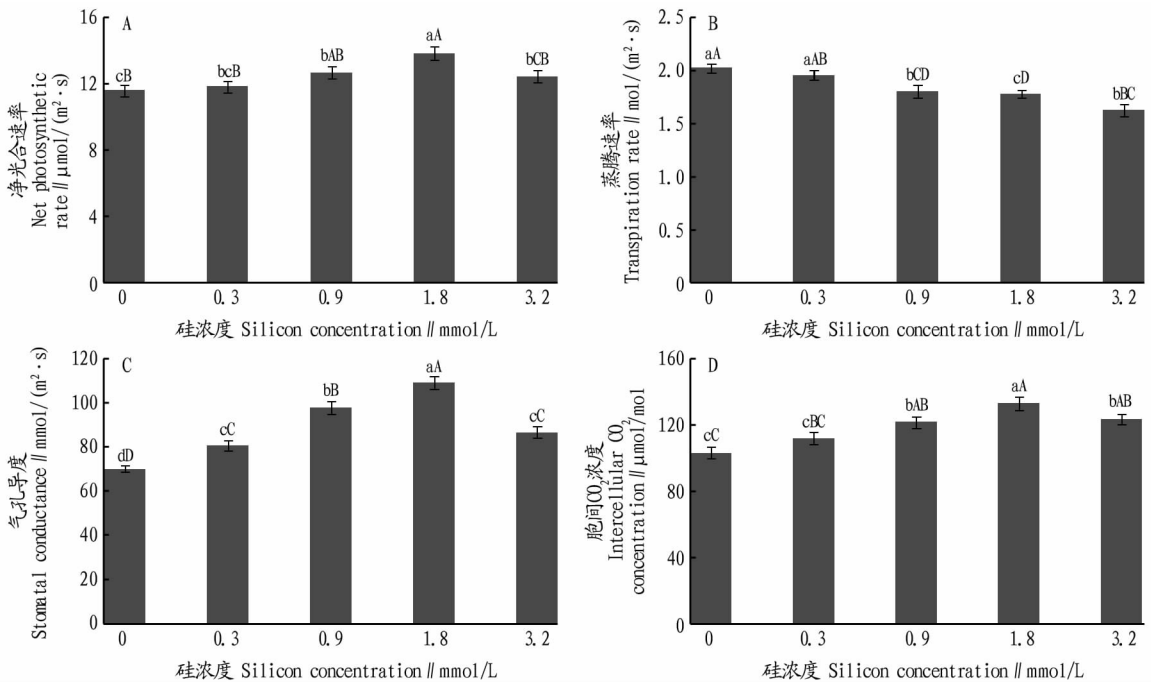 A
净光合速率
Net photosynthetic
rate∥μmol/(m²·s)
16
12
8
4
0
cB
bcB
bAB
aA
bCB
0 0.3 0.9 1.8 3.2
硅浓度 Silicon concentration∥mmol/L
B
蒸腾速率
Transpiration rate∥mol/(m²·s)
2.5
2.0
1.5
1.0
0.5
0
aA
aAB
bCD
cD
bBC
0 0.3 0.9 1.8 3.2
硅浓度 Silicon concentration∥mmol/L
C
气孔导度
Stomatal conductance∥mmol/(m²·s)
120
100
80
60
40
20
0
dD
cC
bB
aA
cC
0 0.3 0.9 1.8 3.2
硅浓度 Silicon concentration∥mmol/L
D
胞间CO₂浓度
Intercellular CO₂
concentration∥μmol/mol
160
120
80
40
0
cC
cBC
bAB
aA
bAB
0 0.3 0.9 1.8 3.2
硅浓度 Silicon concentration∥mmol/L